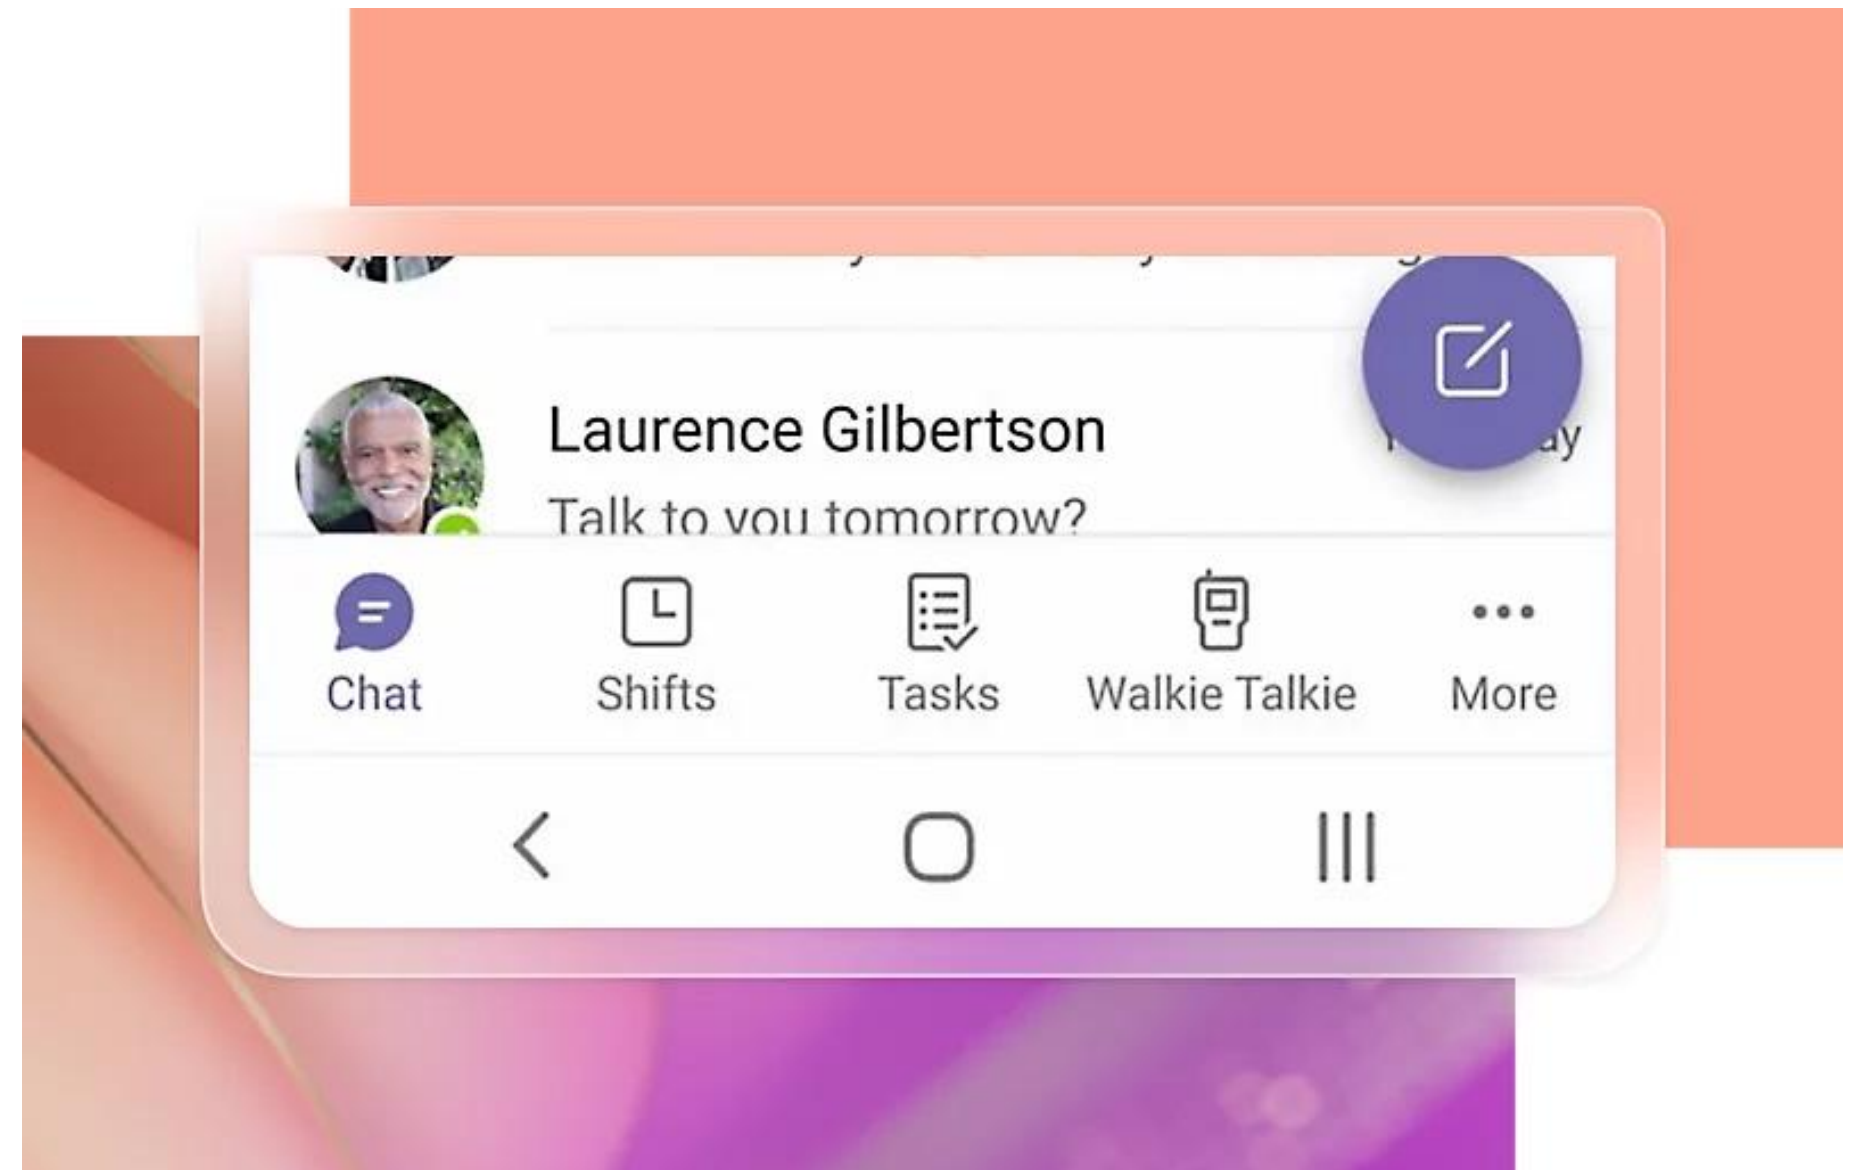 Laurence Gilbertson
Talk to you tomorrow?
Chat
Shifts
Tasks
Walkie Talkie
More